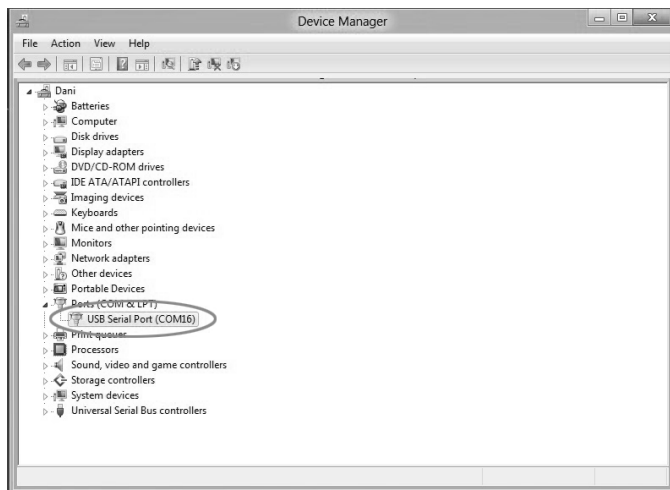 Device Manager
File Action View Help
Dani
Batteries
Computer
Disk drives
Display adapters
DVD/CD-ROM drives
IDE ATA/ATAPI controllers
Imaging devices
Keyboards
Mice and other pointing devices
Monitors
Network adapters
Other devices
Portable Devices
Ports (COM & LPT)
USB Serial Port (COM16)
Print queues
Processors
Sound, video and game controllers
Storage controllers
System devices
Universal Serial Bus controllers